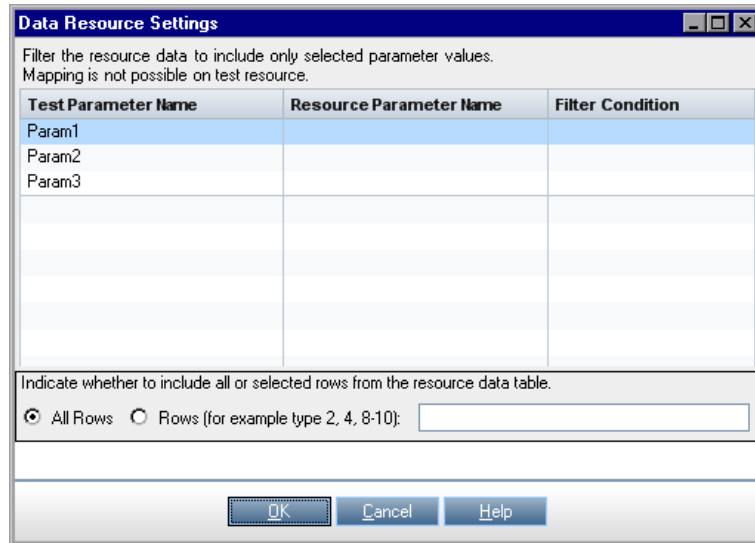 Data Resource Settings
Filter the resource data to include only selected parameter values.
Mapping is not possible on test resource.
Test Parameter Name Resource Parameter Name Filter Condition
Param1
Param2
Param3
Indicate whether to include all or selected rows from the resource data table.
All Rows Rows (for example type 2, 4, 8-10):
OK Cancel Help